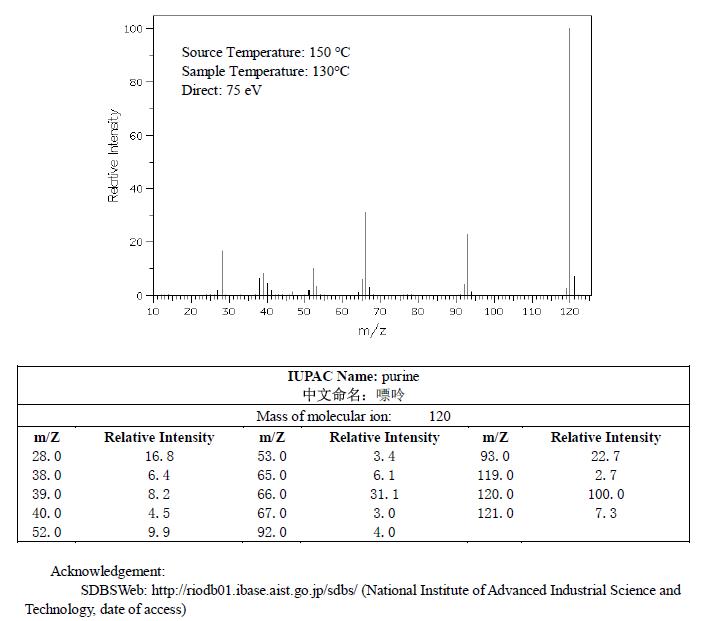 100
80
60
40
20
0
Relative Intensity
Source Temperature: 150 °C
Sample Temperature: 130°C
Direct: 75 eV
10 20 30 40 50 60 70 80 90 100 110 120
m/z
IUPAC Name: purine
中文命名：嘌呤
Mass of molecular ion: 120
m/Z Relative Intensity m/Z Relative Intensity m/Z Relative Intensity
28.0 16.8 53.0 3.4 93.0 22.7
38.0 6.4 65.0 6.1 119.0 2.7
39.0 8.2 66.0 31.1 120.0 100.0
40.0 4.5 67.0 3.0 121.0 7.3
52.0 9.9 92.0 4.0
Acknowledgement:
SDBSWeb: http://riodb01.ibase.aist.go.jp/sdbs/ (National Institute of Advanced Industrial Science and
Technology, date of access)